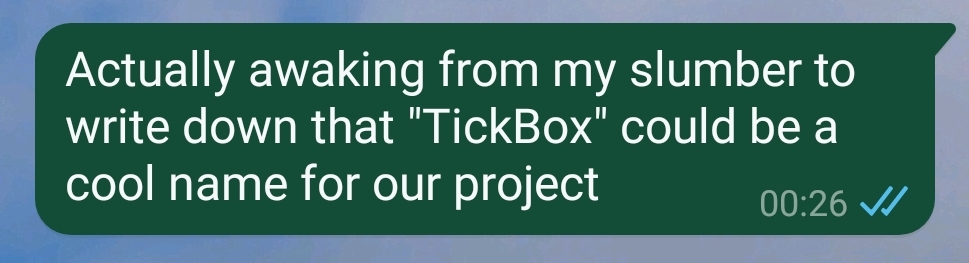 Actually awaking from my slumber to
write down that "TickBox" could be a
cool name for our project
00:26